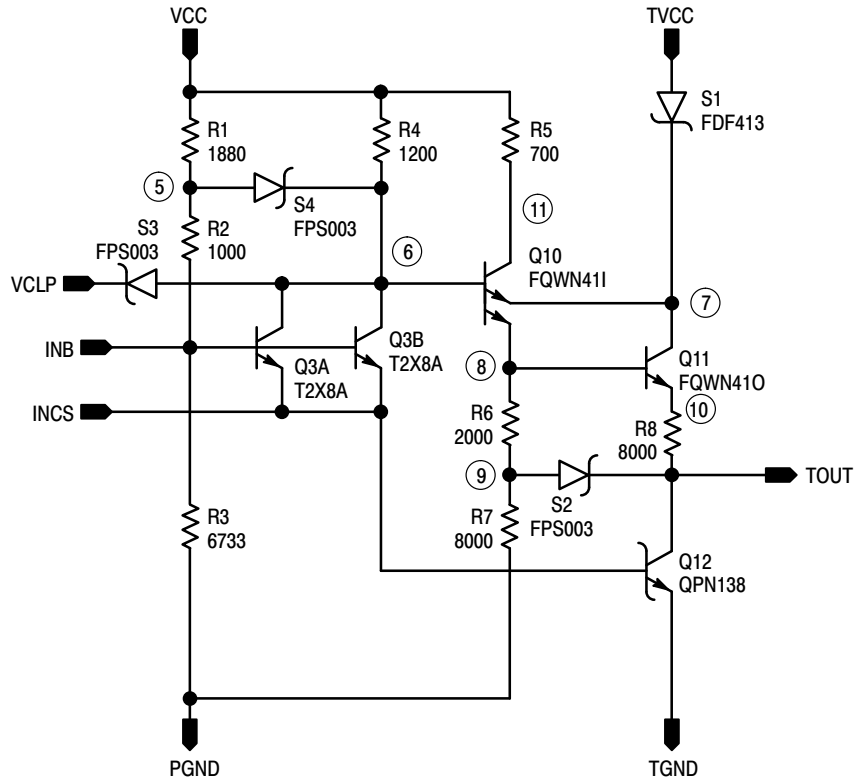 VCC
TVCC
S1
FDF413
R1
1880
R4
1200
R5
700
5
S4
FPS003
11
S3
FPS003
R2
1000
6
Q10
FQWN41I
VCLP
7
INB
Q3A
T2X8A
Q3B
T2X8A
8
Q11
FQWN41O
INCS
10
R6
2000
R8
8000
9
S2
FPS003
TOUT
R3
6733
R7
8000
Q12
QPN138
PGND
TGND